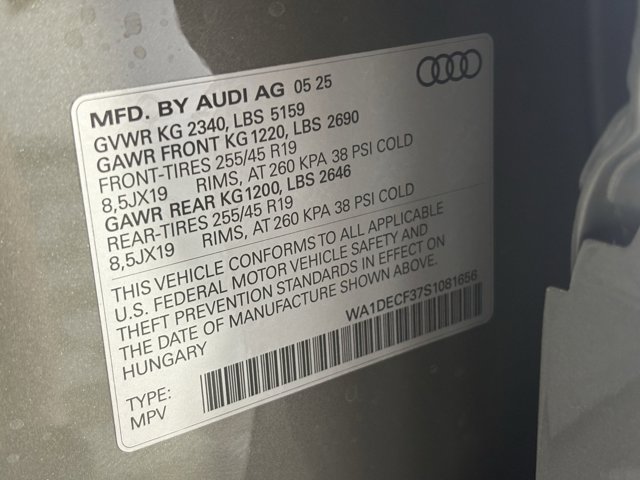 MFD. BY AUDI AG 05 25
GVWR KG 2340, LBS 5159
GAWR FRONT KG 1220, LBS 2690
FRONT-TIRES 255/45 R19
8,5JX19 RIMS, AT 260 KPA 38 PSI COLD
GAWR REAR KG 1200, LBS 2646
REAR-TIRES 255/45 R19
8,5JX19 RIMS, AT 260 KPA 38 PSI COLD
THIS VEHICLE CONFORMS TO ALL APPLICABLE
U.S. FEDERAL MOTOR VEHICLE SAFETY AND
THEFT PREVENTION STANDARDS IN EFFECT ON
THE DATE OF MANUFACTURE SHOWN ABOVE.
HUNGARY
WA1DECF37S1081656
TYPE:
MPV